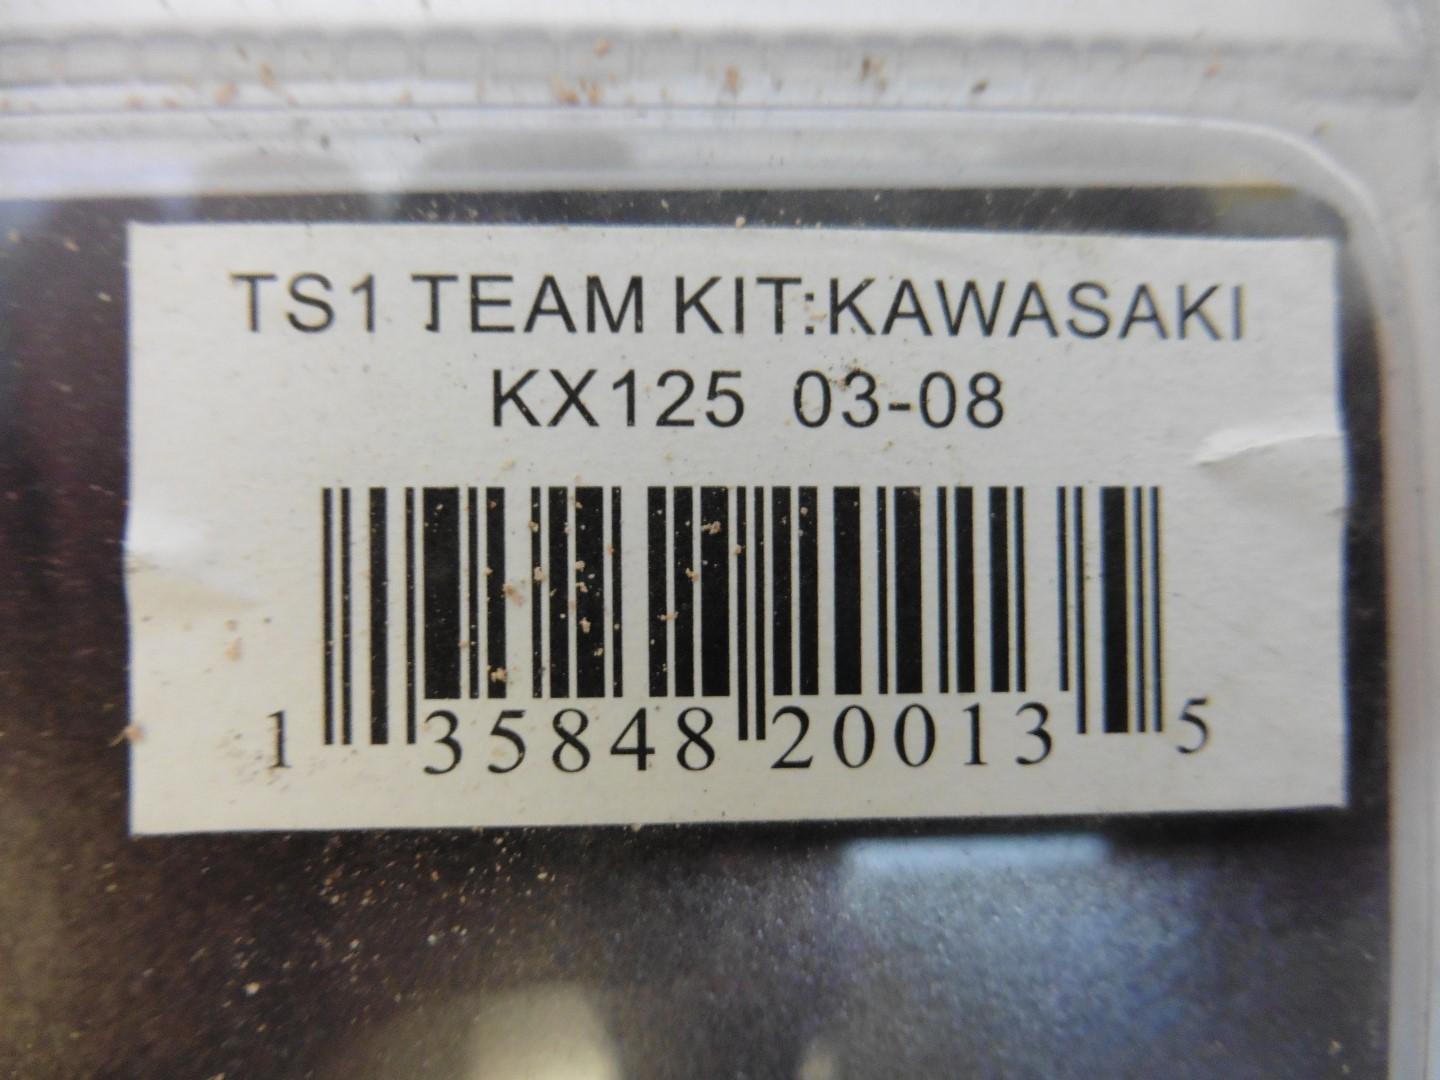 TS1 TEAM KIT:KAWASAKI
KX125 03-08
1 35848 20013 5